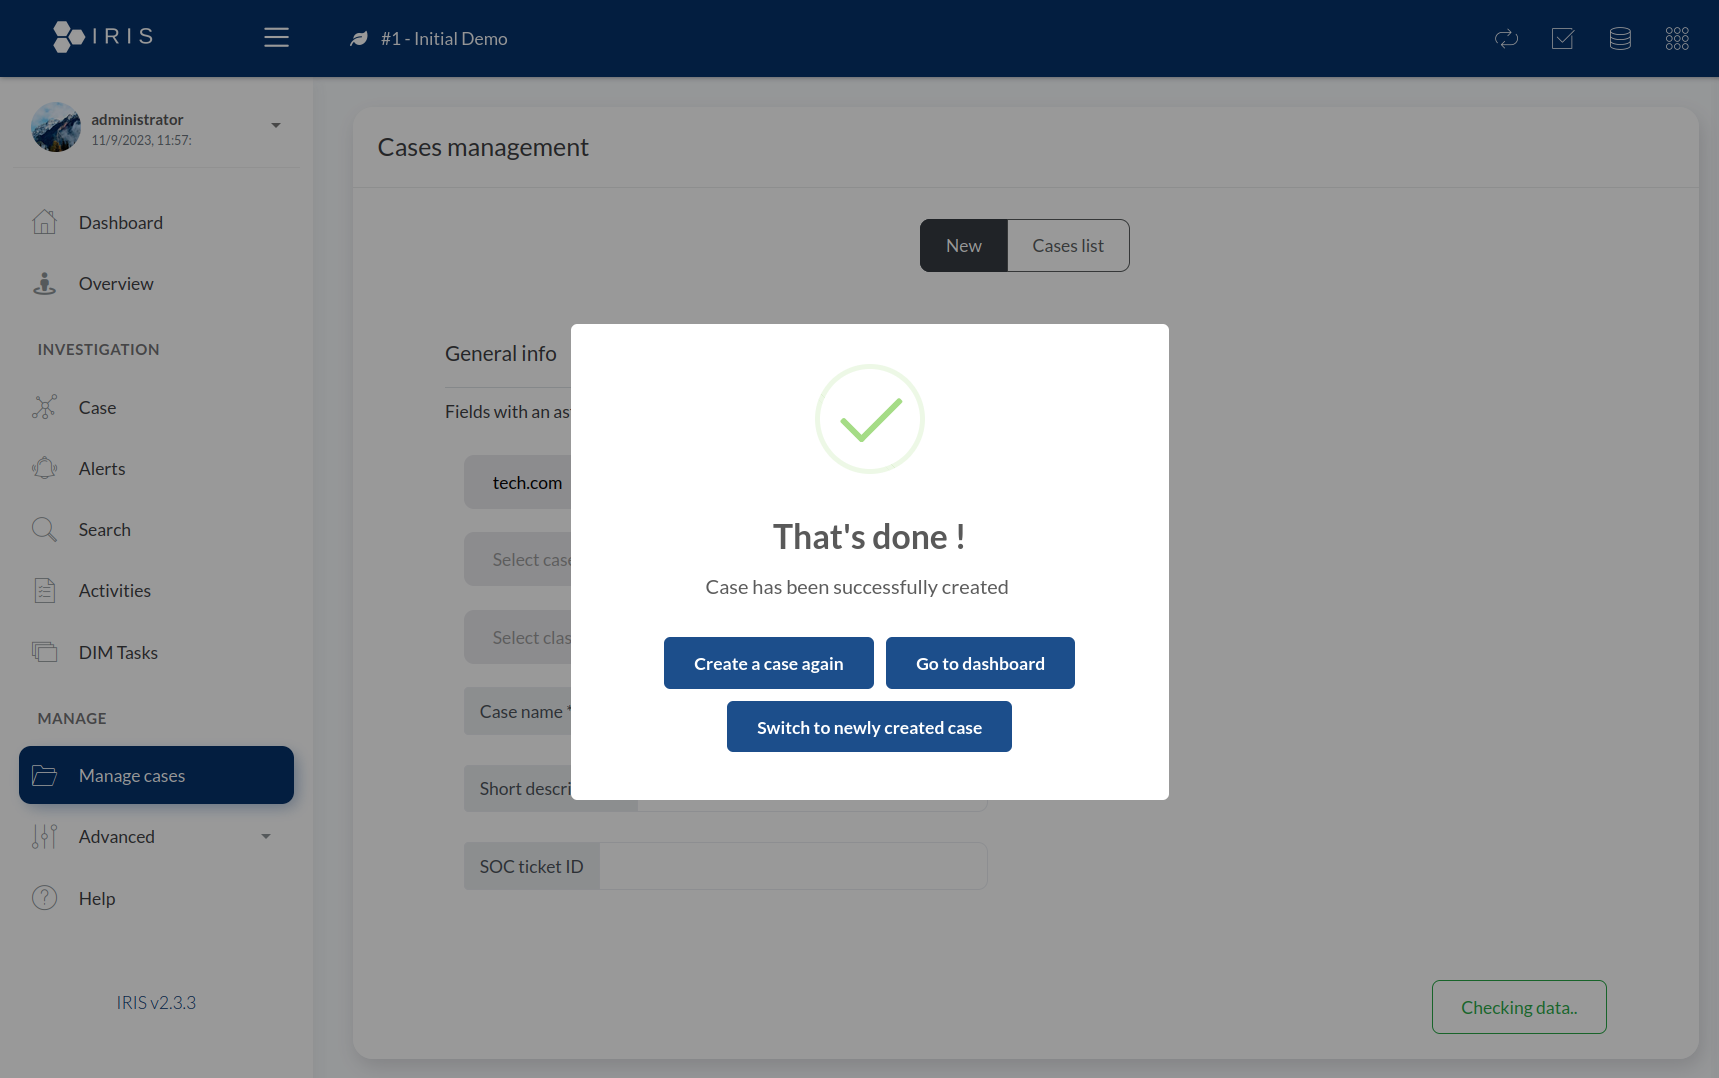 IRIS
#1 - Initial Demo
administrator
11/9/2023, 11:57:
Dashboard
Overview
INVESTIGATION
Case
Alerts
Search
Activities
DIM Tasks
MANAGE
Manage cases
Advanced
Help
IRIS v2.3.3
Cases management
New
Cases list
General info
Fields with an as
tech.com
Select case
Select clas
Case name *
Short descri
SOC ticket ID
That's done !
Case has been successfully created
Create a case again
Go to dashboard
Switch to newly created case
Checking data..